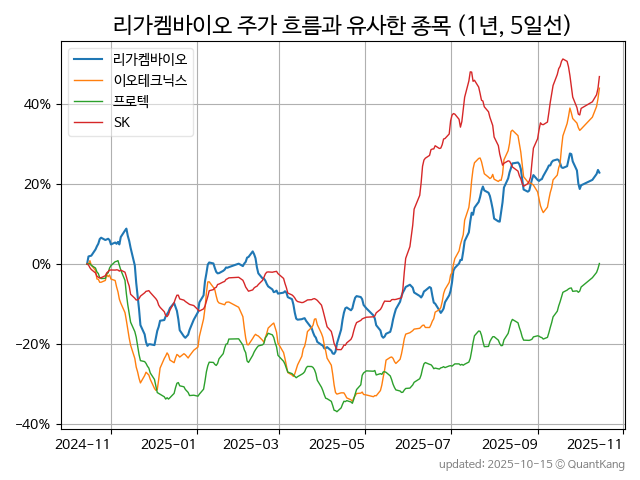 리가켐바이오 주가 흐름과 유사한 종목 (1년, 5일선)
리가켐바이오
이오테크닉스
프로텍
SK
40%
20%
0%
−20%
−40%
2024-11 2025-01 2025-03 2025-05 2025-07 2025-09 2025-11
updated: 2025-10-15 © QuantKang